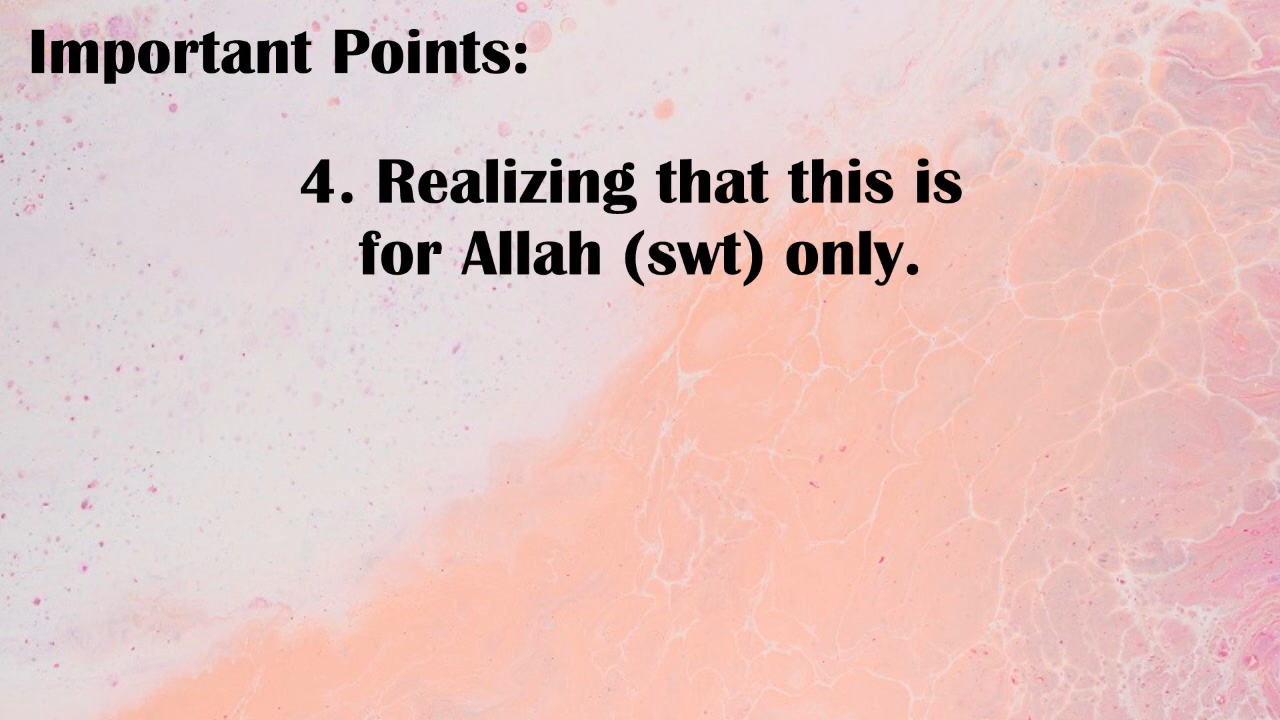 Important Points:
4. Realizing that this is
for Allah (swt) only.